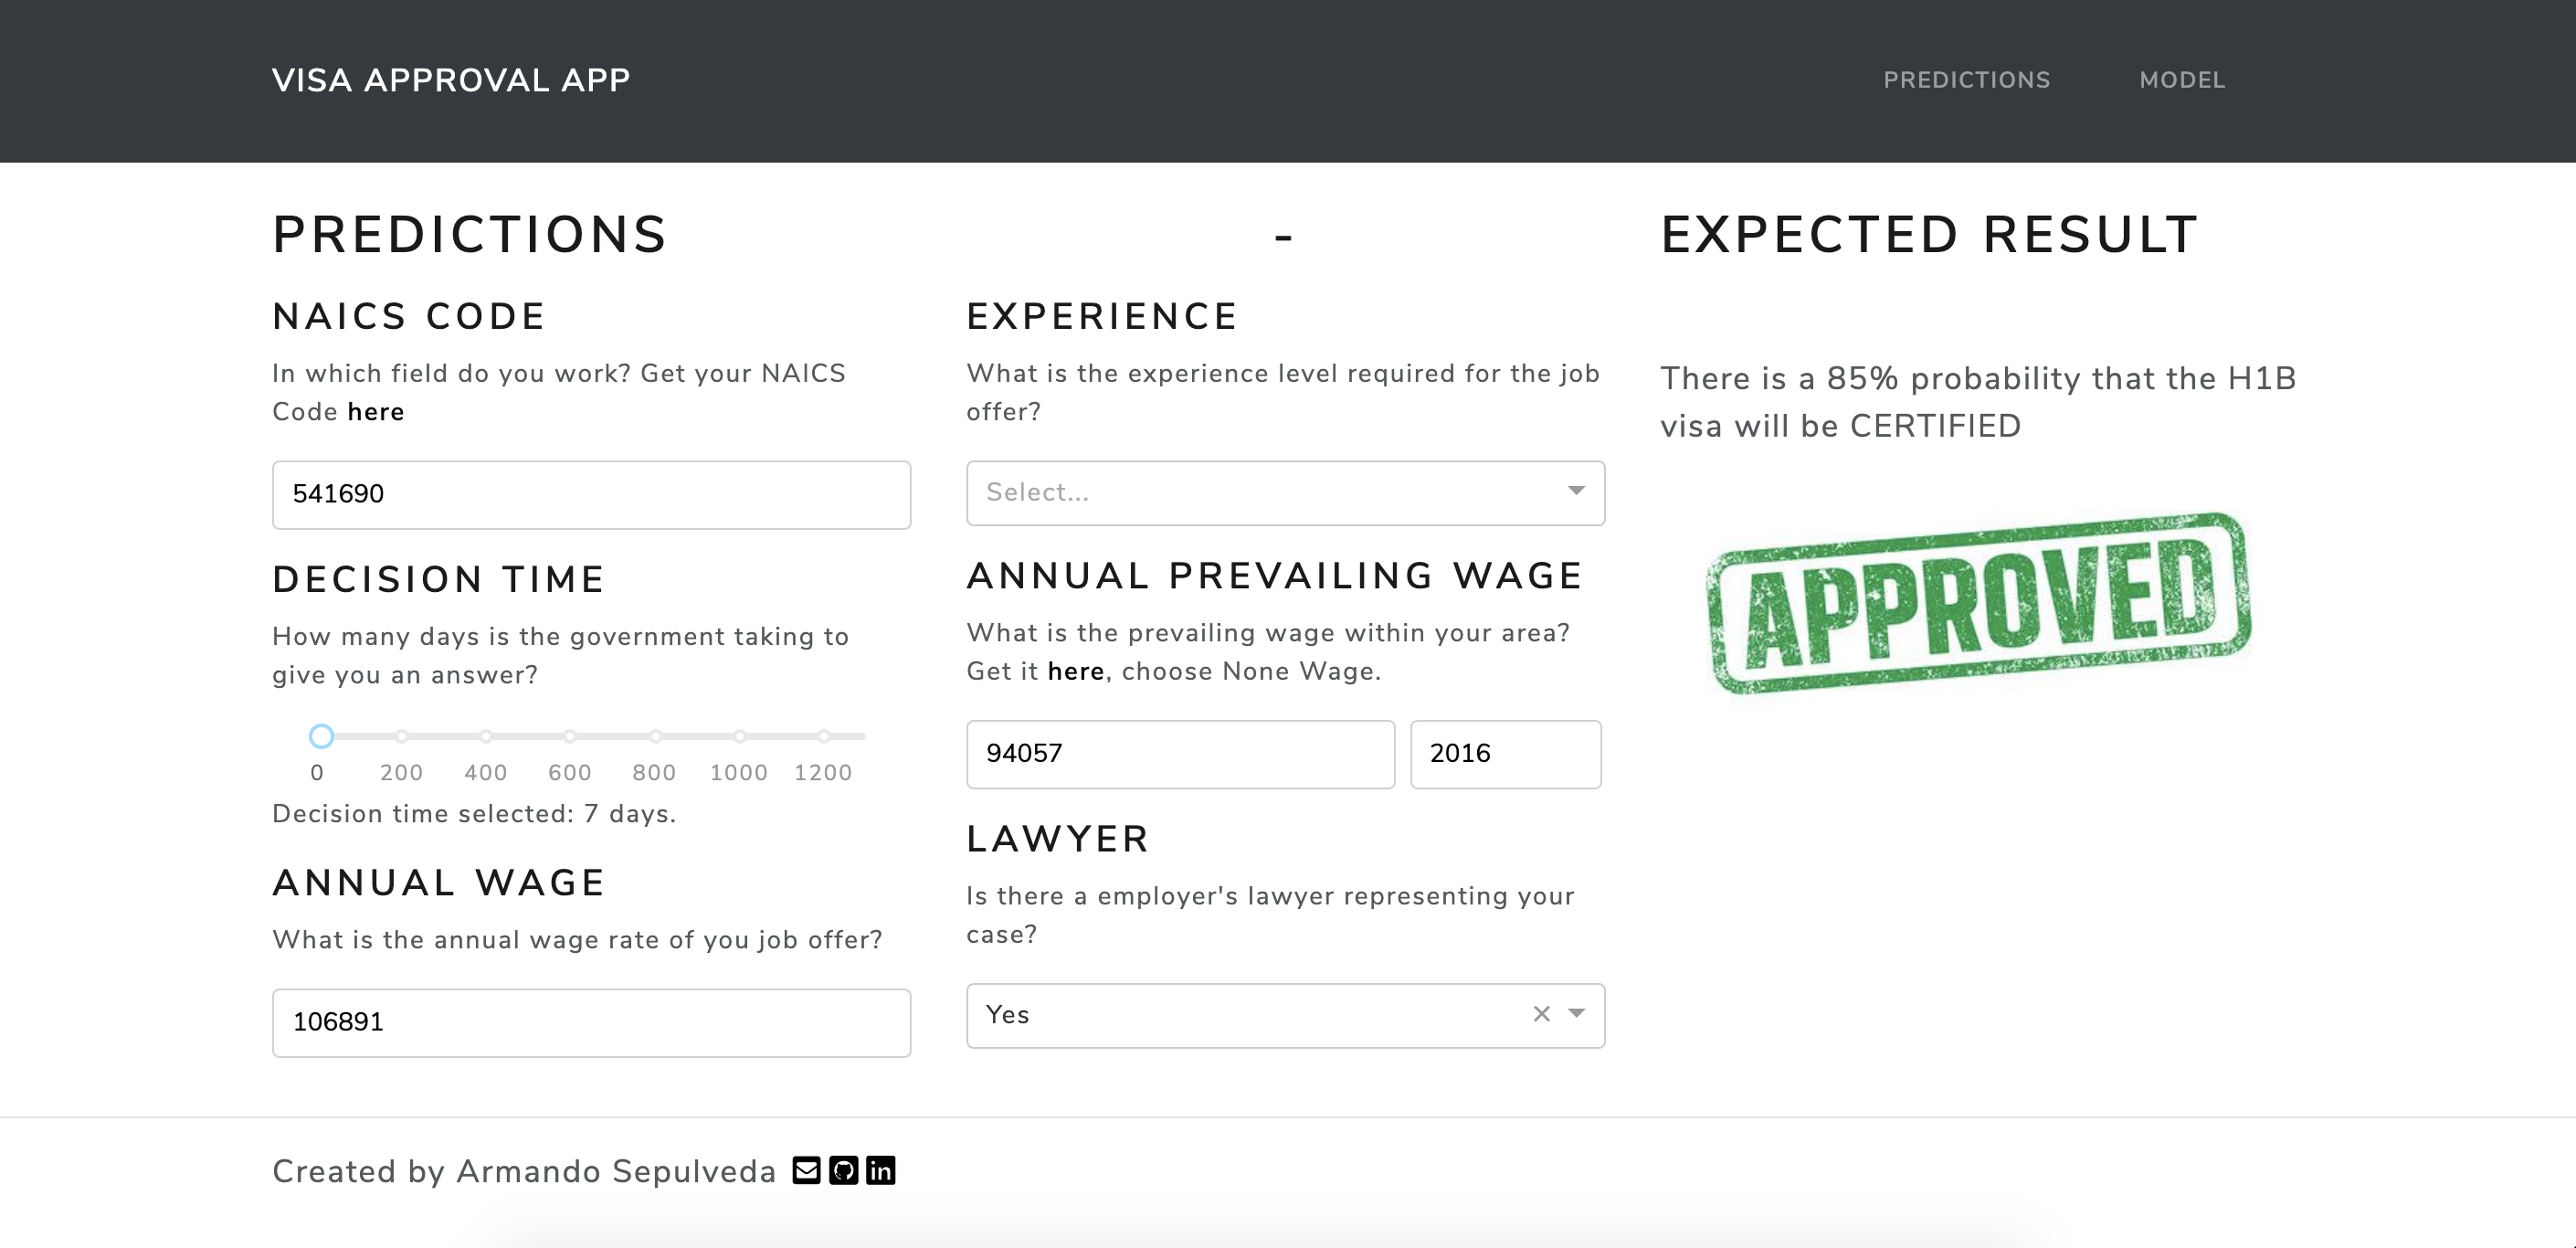 VISA APPROVAL APP
PREDICTIONS
MODEL
PREDICTIONS
NAICS CODE
In which field do you work? Get your NAICS
Code here
541690
DECISION TIME
How many days is the government taking to
give you an answer?
0 200 400 600 800 1000 1200
Decision time selected: 7 days.
ANNUAL WAGE
What is the annual wage rate of you job offer?
106891
-
EXPERIENCE
What is the experience level required for the job
offer?
Select...
ANNUAL PREVAILING WAGE
What is the prevailing wage within your area?
Get it here, choose None Wage.
94057
2016
LAWYER
Is there a employer's lawyer representing your
case?
Yes
EXPECTED RESULT
There is a 85% probability that the H1B
visa will be CERTIFIED
APPROVED
Created by Armando Sepulveda
in